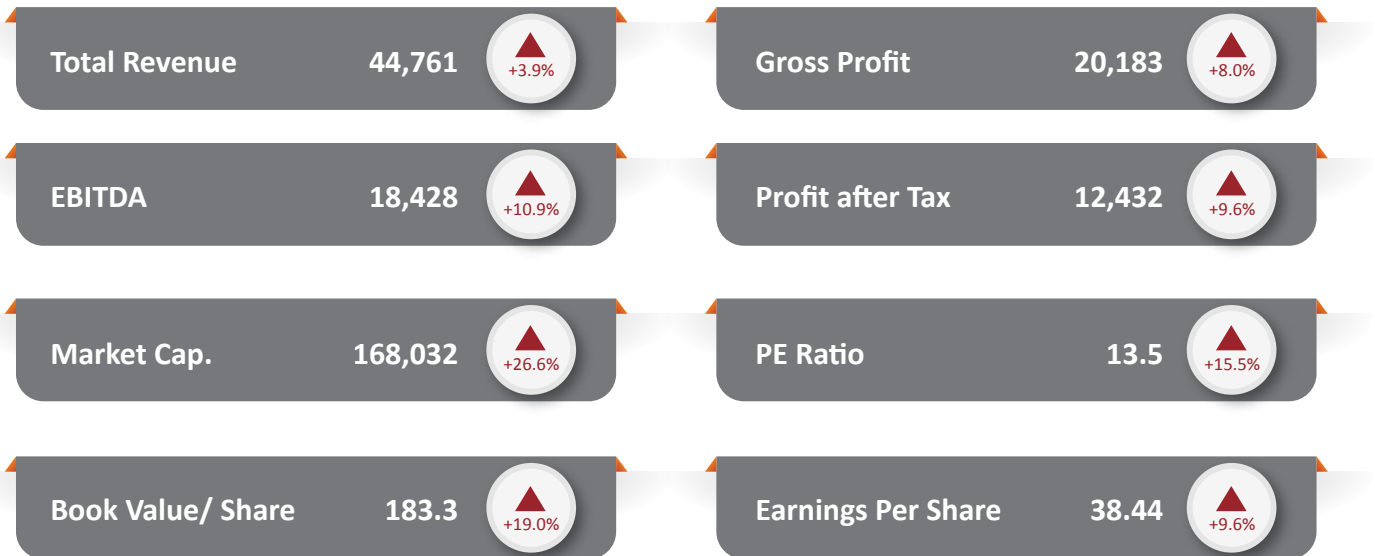 Total Revenue 44,761 +3.9%
Gross Profit 20,183 +8.0%
EBITDA 18,428 +10.9%
Profit after Tax 12,432 +9.6%
Market Cap. 168,032 +26.6%
PE Ratio 13.5 +15.5%
Book Value/ Share 183.3 +19.0%
Earnings Per Share 38.44 +9.6%